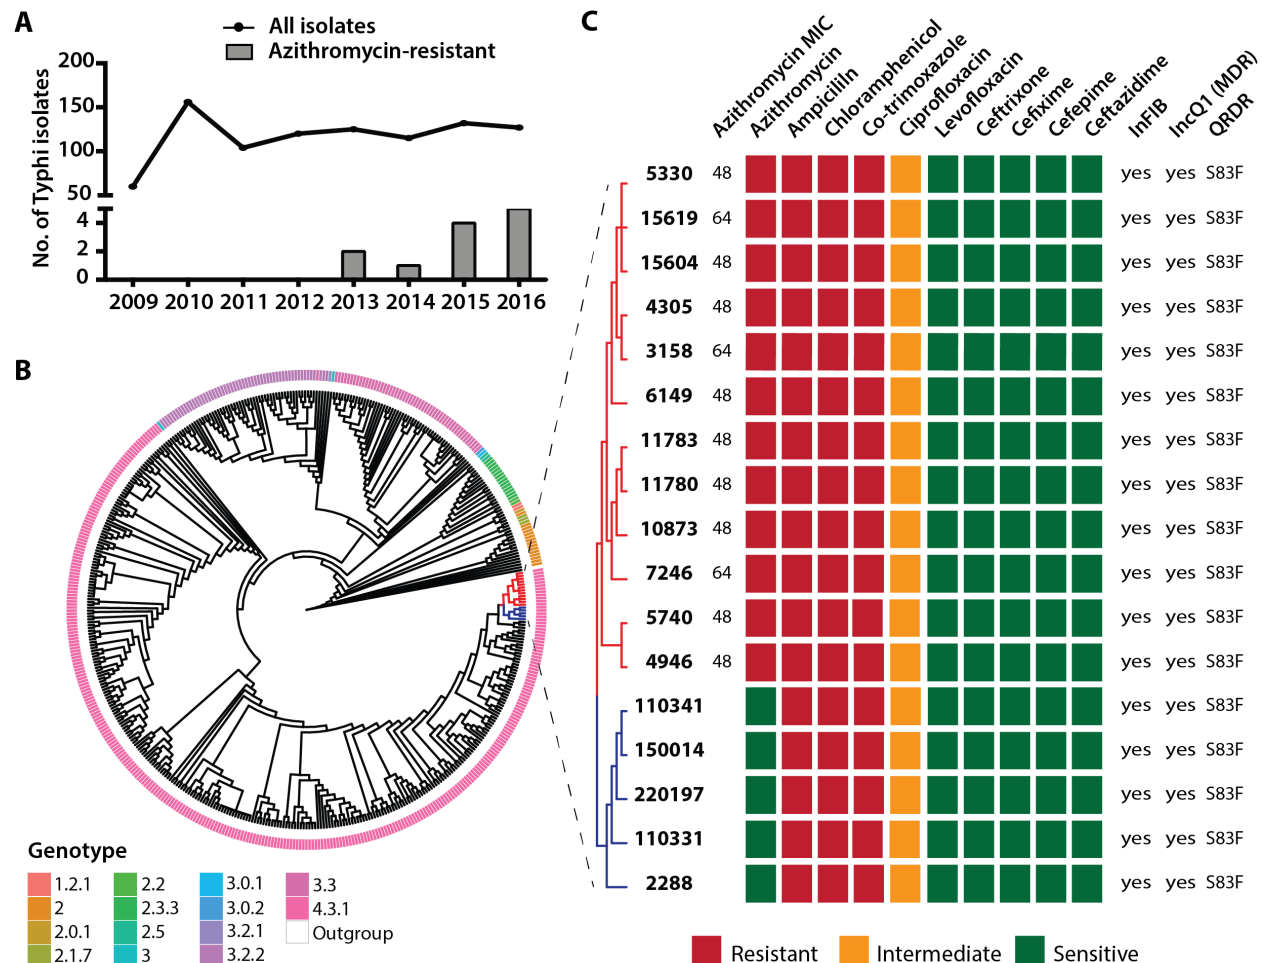 A
All isolates
Azithromycin-resistant
No. of Typhi isolates
200
150
100
50
4
2
0
2009 2010 2011 2012 2013 2014 2015 2016
B
Genotype
1.2.1
2
2.0.1
2.1.7
2.2
2.3.3
2.5
3
3.0.1
3.0.2
3.2.1
3.2.2
3.3
4.3.1
Outgroup
C
Azithromycin MIC
Azithromycin
Ampicililn
Chloramphenicol
Co-trimoxazole
Ciprofloxacin
Levofloxacin
Ceftrixone
Cefixime
Cefepime
Ceftazidime
InFIB
IncQ1 (MDR)
QRDR
5330 48 yes yes S83F
15619 64 yes yes S83F
15604 48 yes yes S83F
4305 48 yes yes S83F
3158 64 yes yes S83F
6149 48 yes yes S83F
11783 48 yes yes S83F
11780 48 yes yes S83F
10873 48 yes yes S83F
7246 64 yes yes S83F
5740 48 yes yes S83F
4946 48 yes yes S83F
110341 yes yes S83F
150014 yes yes S83F
220197 yes yes S83F
110331 yes yes S83F
2288 yes yes S83F
Resistant Intermediate Sensitive